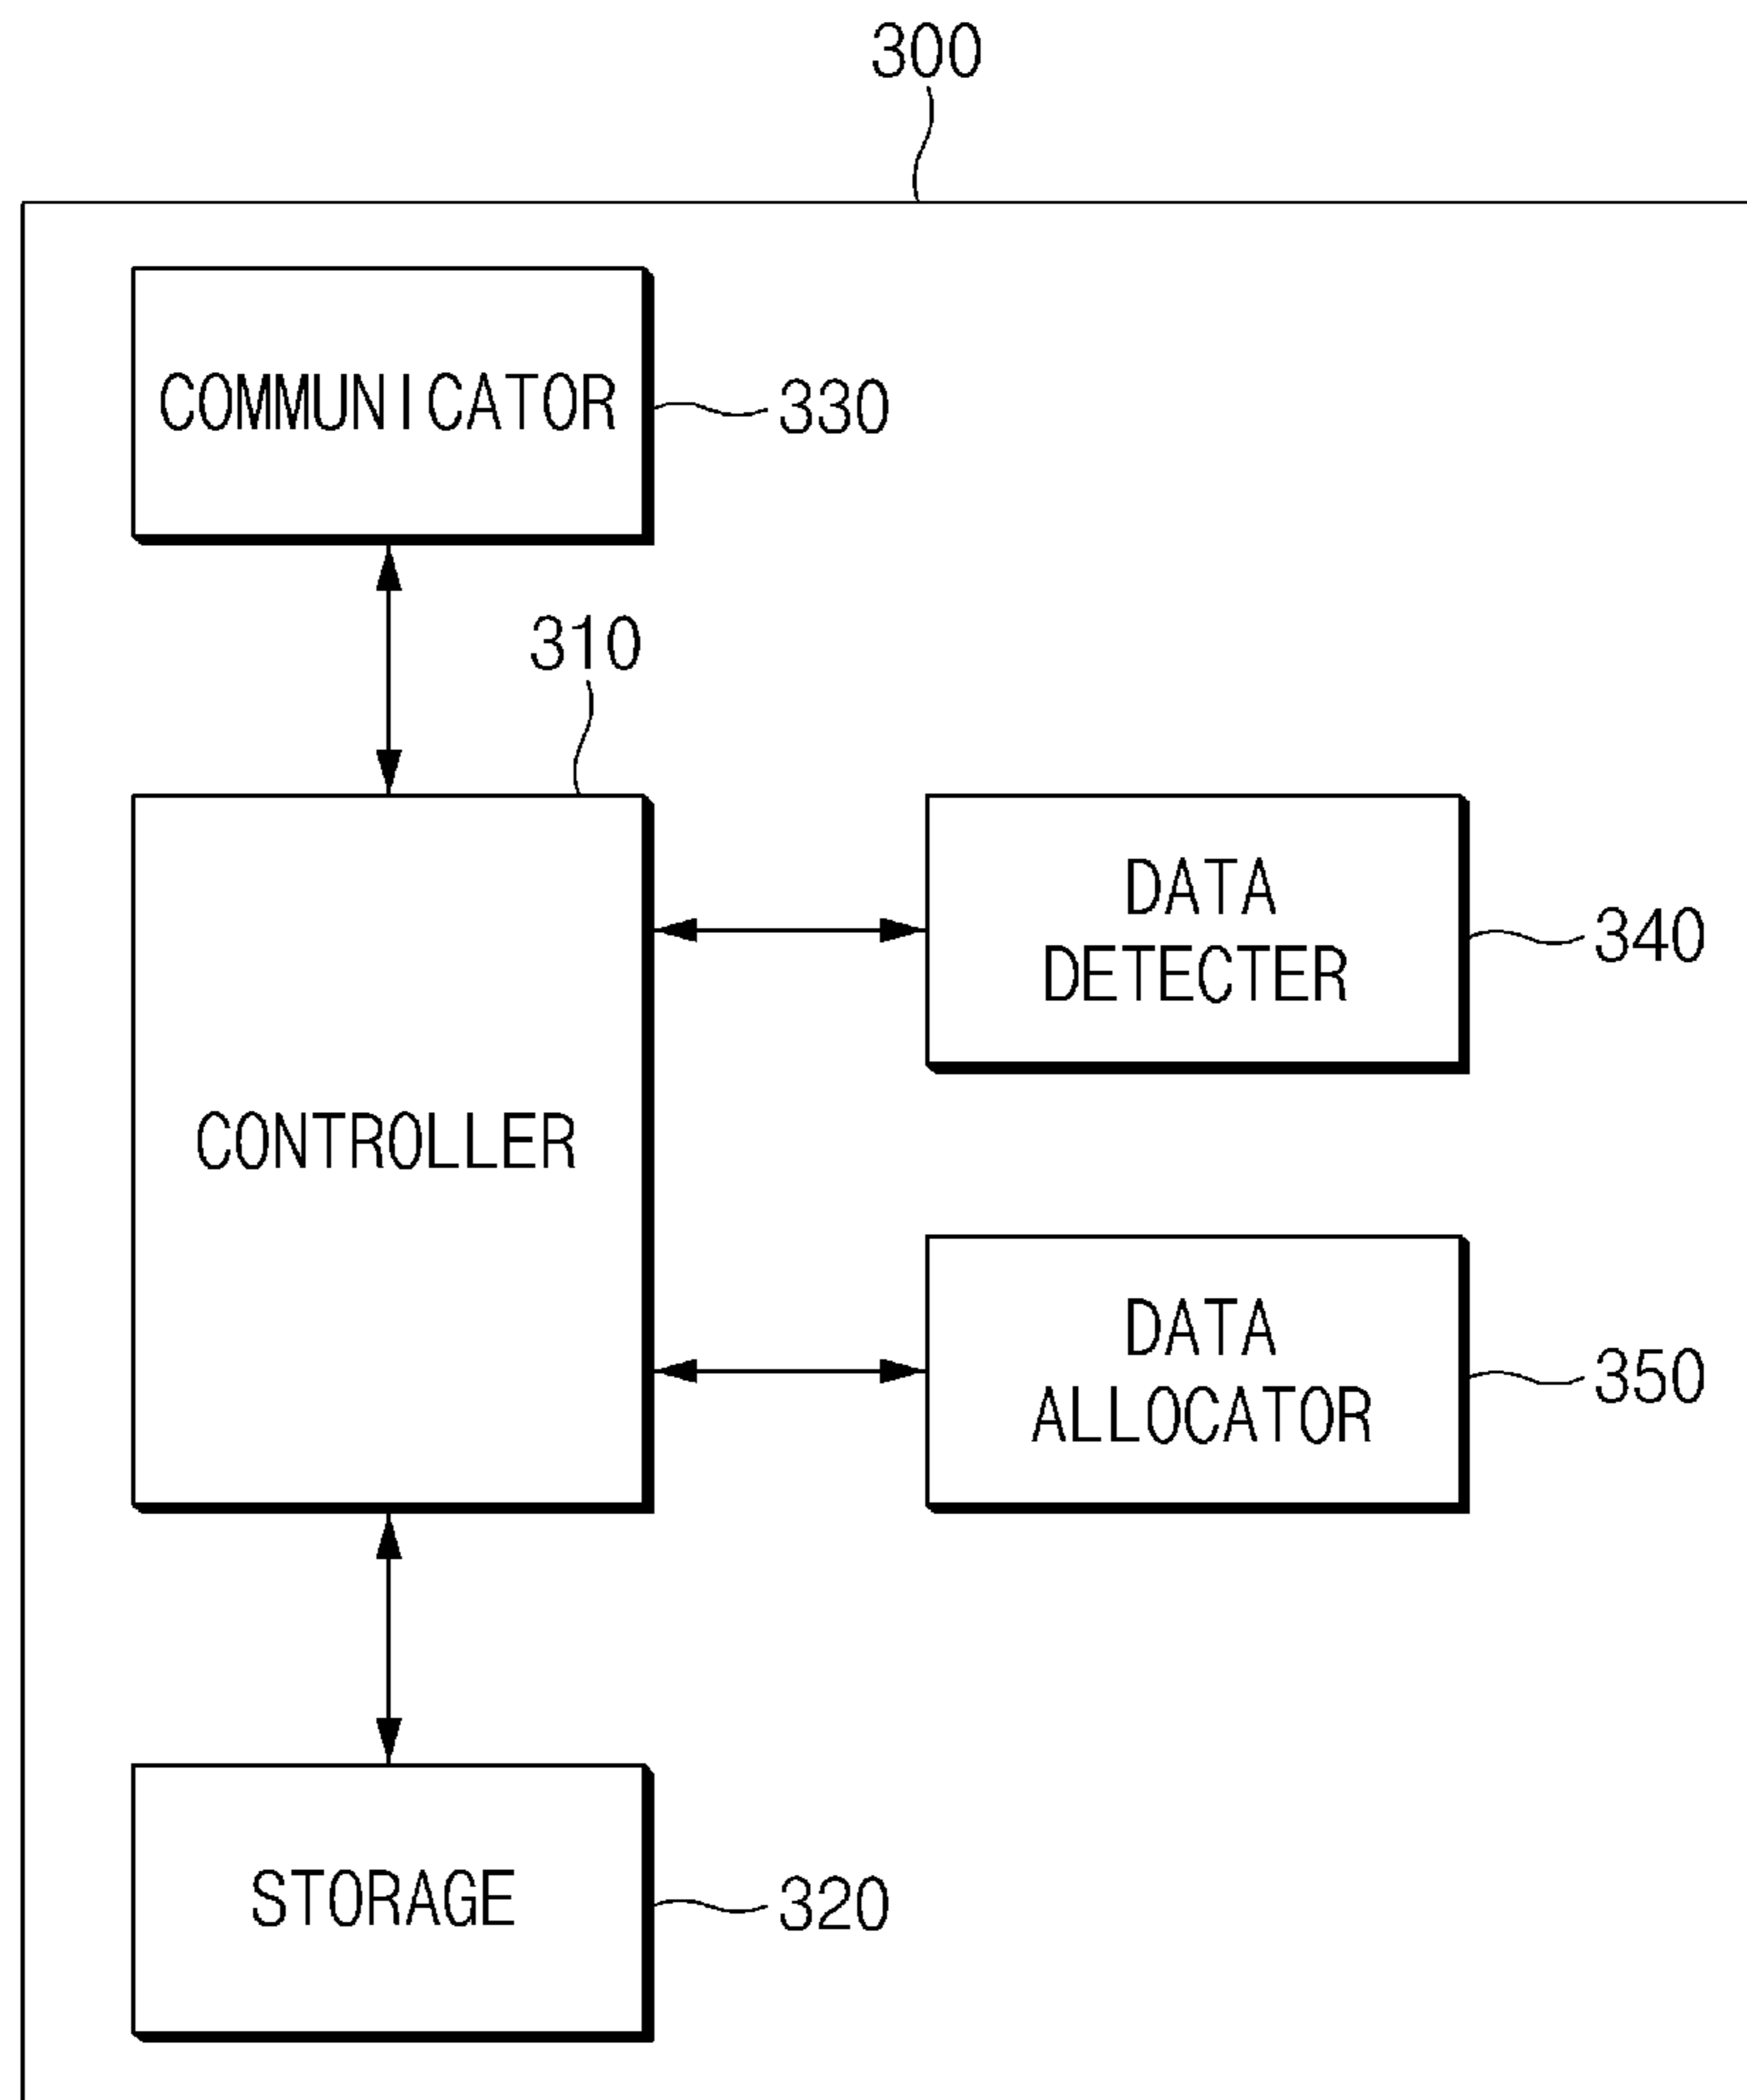 300
COMMUNICATOR
330
310
DATA
DETECTER
340
CONTROLLER
DATA
ALLOCATOR
350
STORAGE
320